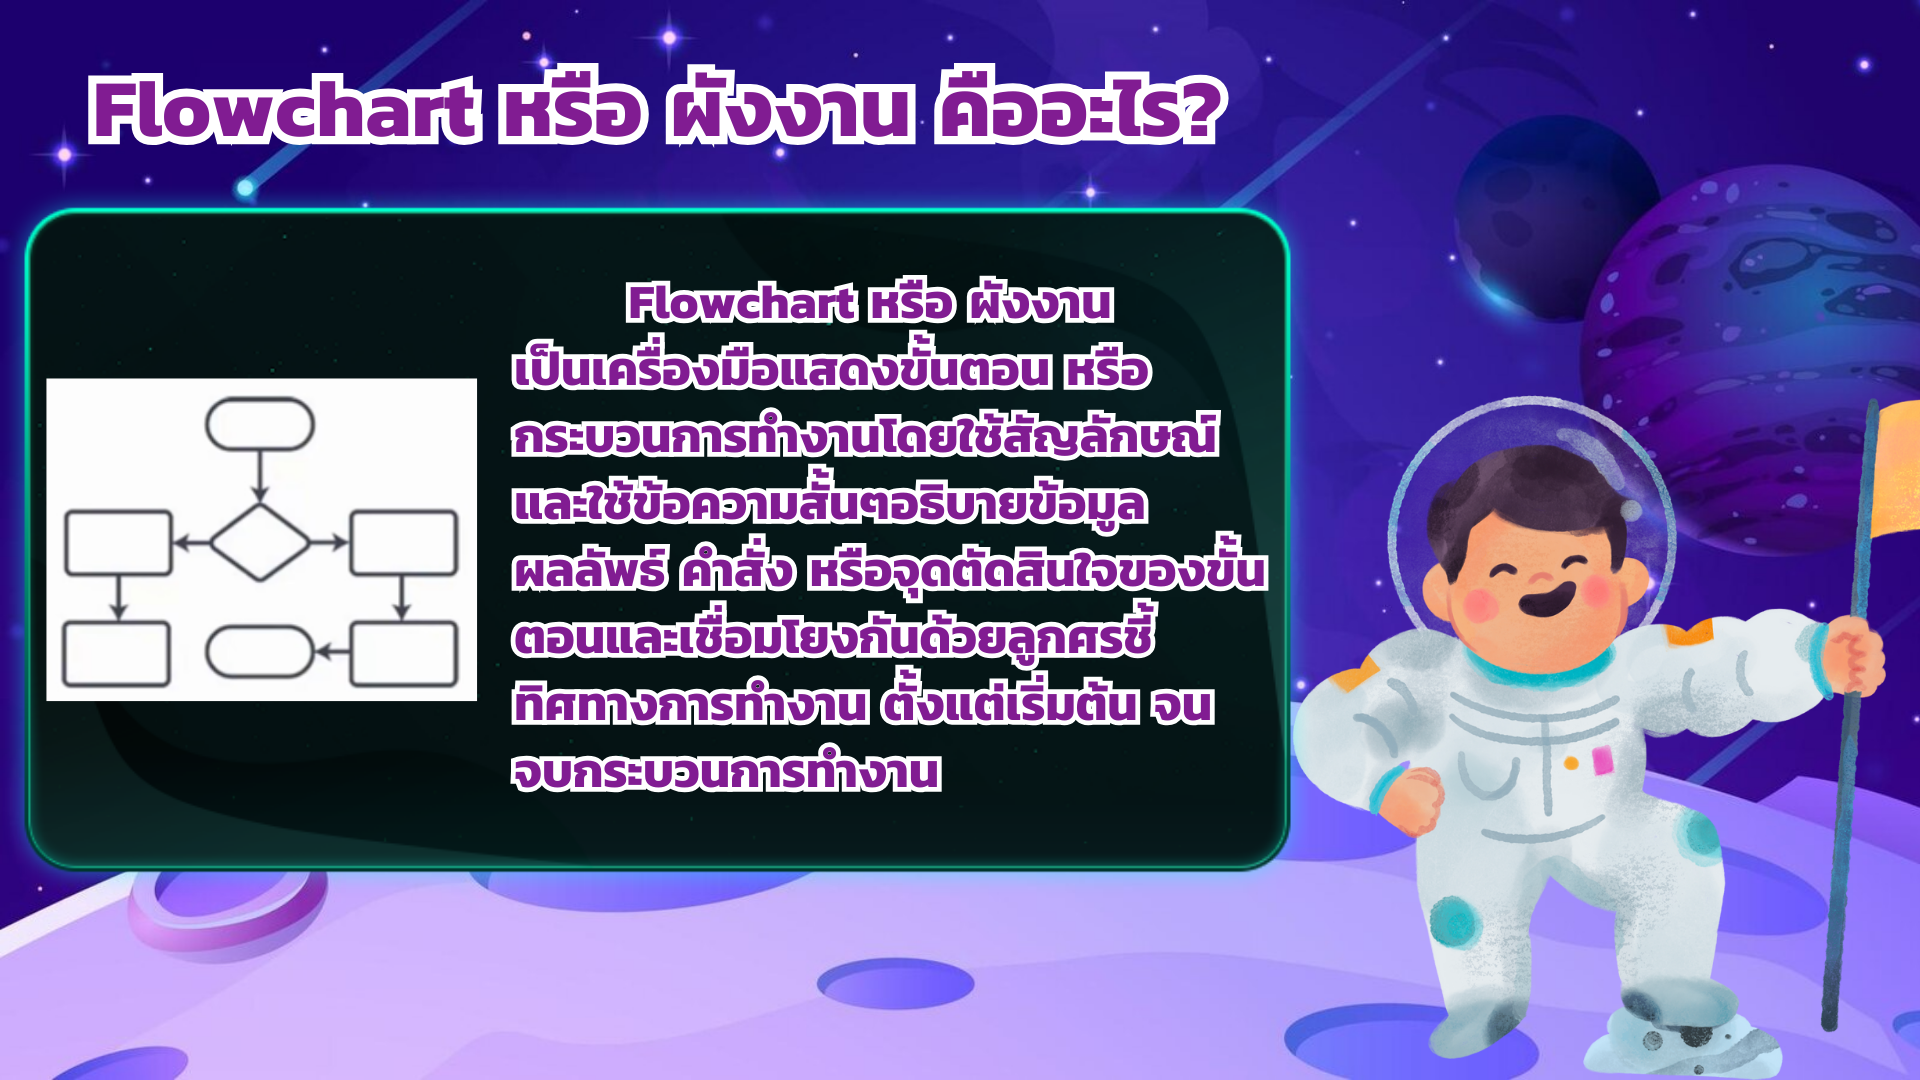 Flowchart หรือ ผังงาน คืออะไร?
Flowchart หรือ ผังงาน
เป็นเครื่องมือแสดงขั้นตอน หรือ
กระบวนการทำงานโดยใช้สัญลักษณ์
และใช้ข้อความสั้นๆอธิบายข้อมูล
ผลลัพธ์ คำสั่ง หรือจุดตัดสินใจของขั้น
ตอนและเชื่อมโยงกันด้วยลูกศรชี้
ทิศทางการทำงาน ตั้งแต่เริ่มต้น จน
จบกระบวนการทำงาน